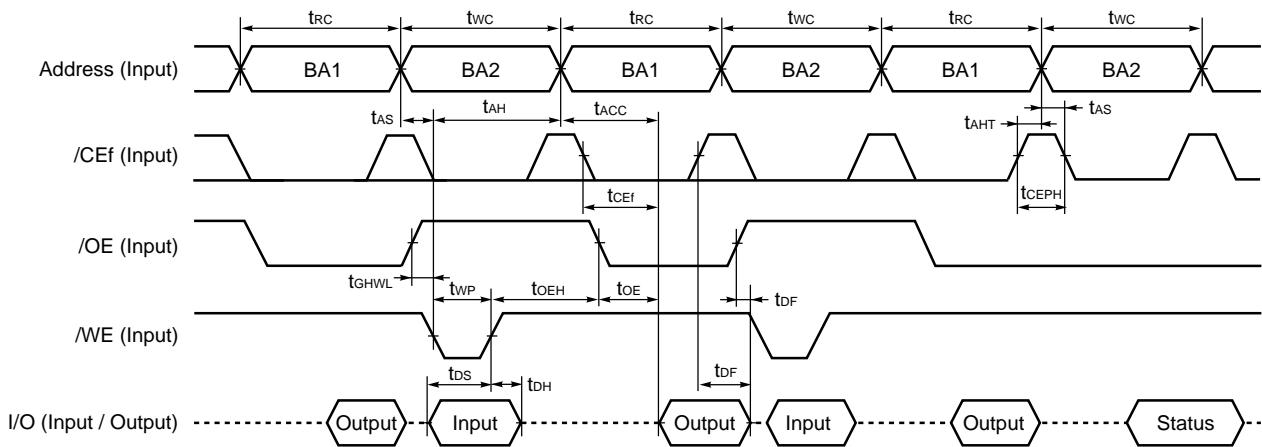 tRC tWC tRC tWC tRC tWC
Address (Input) BA1 BA2 BA1 BA2 BA1 BA2
tAS tAH tACC tAHT tAS
/CEf (Input)
tCEf tCEPH
/OE (Input)
tGHWL tWP tOEH tOE tDF
/WE (Input)
tDS tDH tDF
I/O (Input / Output) Output Input Output Input Output Status